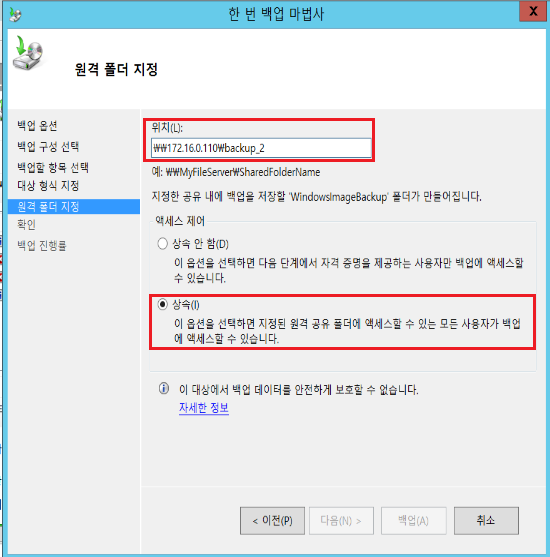 한 번 백업 마법사
X
원격 폴더 지정
백업 옵션
백업 구성 선택
백업할 항목 선택
대상 형식 지정
원격 폴더 지정
확인
백업 진행률
위치(L):
₩₩172.16.0.110₩backup_2
예: ₩₩MyFileServer₩SharedFolderName
지정한 공유 내에 백업을 저장할 'WindowsImageBackup' 폴더가 만들어집니다.
액세스 제어
상속 안 함(D)
이 옵션을 선택하면 다음 단계에서 자격 증명을 제공하는 사용자만 백업에 액세스할
수 있습니다.
상속(I)
이 옵션을 선택하면 지정된 원격 공유 폴더에 액세스할 수 있는 모든 사용자가 백업
에 액세스할 수 있습니다.
이 대상에서 백업 데이터를 안전하게 보호할 수 없습니다.
자세한 정보
< 이전(P)
다음(N) >
백업(A)
취소